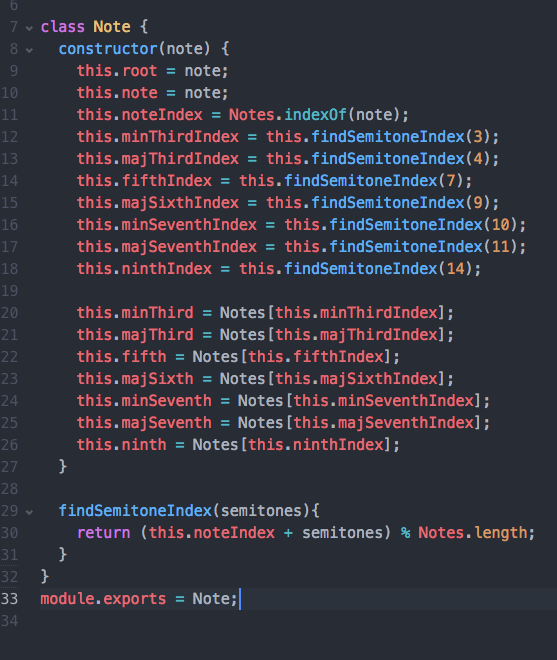 6
7 class Note {
8 constructor(note) {
9 this.root = note;
10 this.note = note;
11 this.noteIndex = Notes.indexOf(note);
12 this.minThirdIndex = this.findSemitoneIndex(3);
13 this.majThirdIndex = this.findSemitoneIndex(4);
14 this.fifthIndex = this.findSemitoneIndex(7);
15 this.majSixthIndex = this.findSemitoneIndex(9);
16 this.minSeventhIndex = this.findSemitoneIndex(10);
17 this.majSeventhIndex = this.findSemitoneIndex(11);
18 this.ninthIndex = this.findSemitoneIndex(14);
19
20 this.minThird = Notes[this.minThirdIndex];
21 this.majThird = Notes[this.majThirdIndex];
22 this.fifth = Notes[this.fifthIndex];
23 this.majSixth = Notes[this.majSixthIndex];
24 this.minSeventh = Notes[this.minSeventhIndex];
25 this.majSeventh = Notes[this.majSeventhIndex];
26 this.ninth = Notes[this.ninthIndex];
27 }
28
29 findSemitoneIndex(semitones){
30 return (this.noteIndex + semitones) % Notes.length;
31 }
32 }
33 module.exports = Note;
34